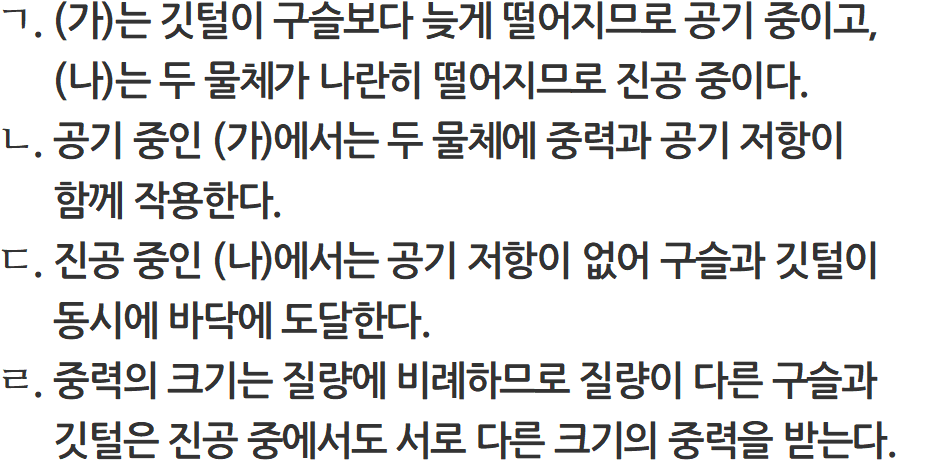 ㄱ. (가)는 깃털이 구슬보다 늦게 떨어지므로 공기 중이고,
(나)는 두 물체가 나란히 떨어지므로 진공 중이다.
ㄴ. 공기 중인 (가)에서는 두 물체에 중력과 공기 저항이
함께 작용한다.
ㄷ. 진공 중인 (나)에서는 공기 저항이 없어 구슬과 깃털이
동시에 바닥에 도달한다.
ㄹ. 중력의 크기는 질량에 비례하므로 질량이 다른 구슬과
깃털은 진공 중에서도 서로 다른 크기의 중력을 받는다.